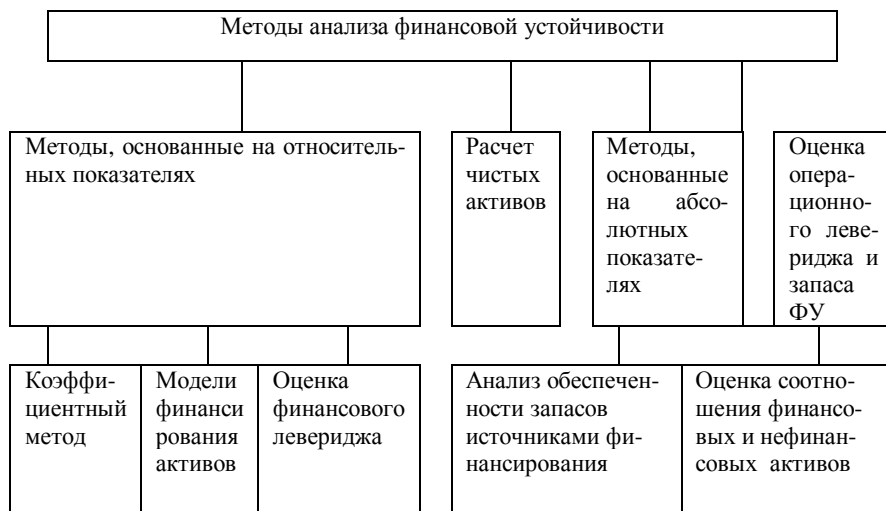 Методы анализа финансовой устойчивости
Методы, основанные на относитель-
ных показателях
Расчет
чистых
активов
Методы,
основанные
на абсо-
лютных
показате-
лях
Оценка
опера-
ционно-
го леве-
риджа и
запаса
ФУ
Коэффи-
циентный
метод
Модели
финанси
рования
активов
Оценка
финансового
левериджа
Анализ обеспечен-
ности запасов
источниками фи-
нансирования
Оценка соотно-
шения финансо-
вых и нефинан-
совых активов